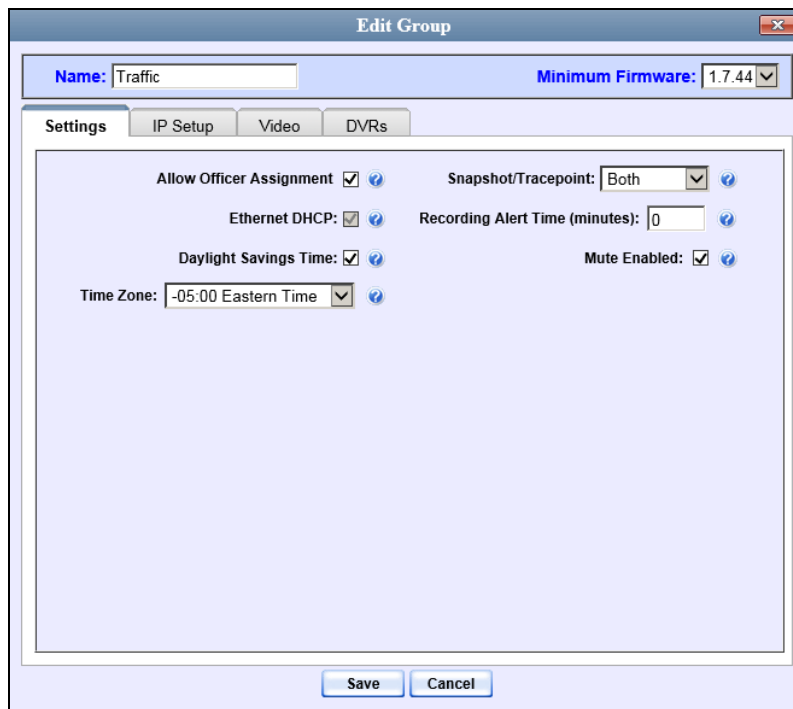 Edit Group
Name: Traffic
Minimum Firmware: 1.7.44
Settings
IP Setup
Video
DVRs
Allow Officer Assignment
Snapshot/Tracepoint: Both
Ethernet DHCP:
Recording Alert Time (minutes): 0
Daylight Savings Time:
Mute Enabled:
Time Zone: -05:00 Eastern Time
Save
Cancel